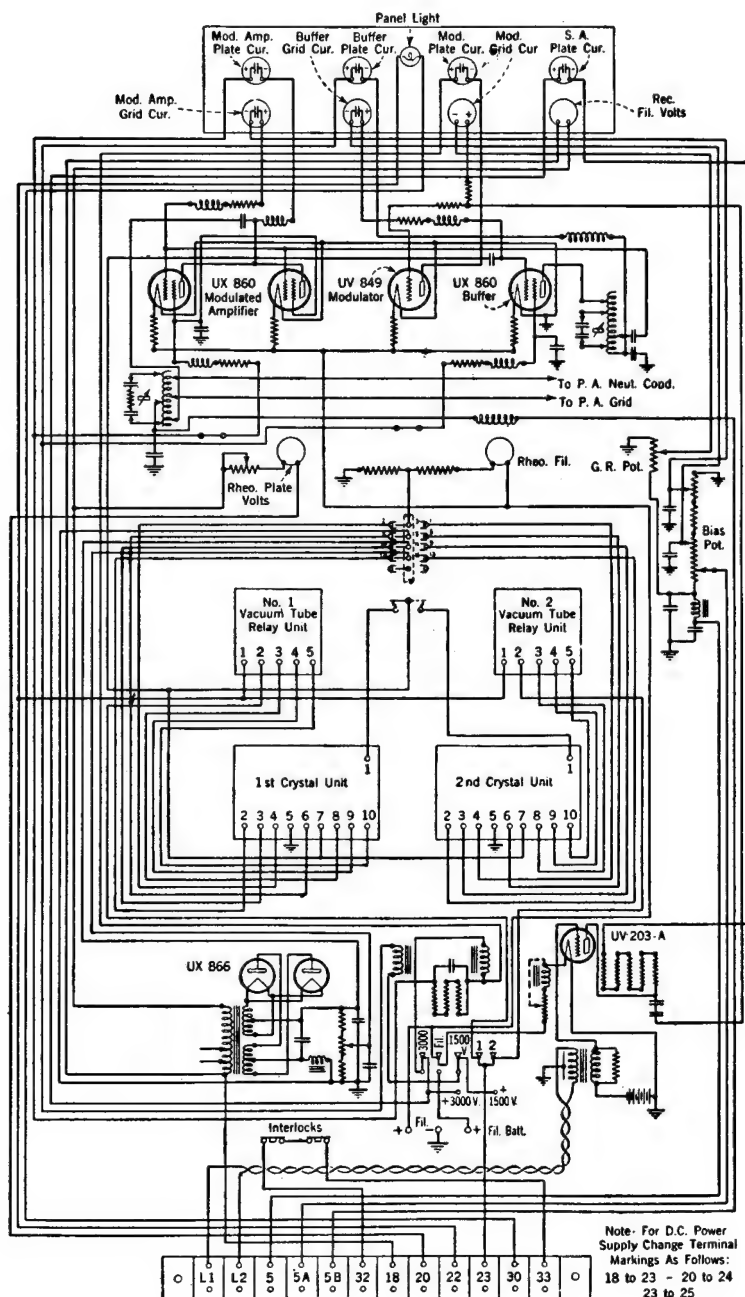 Panel Light
Mod. Amp.
Plate Cur.
Buffer
Grid Cur.
Buffer
Plate Cur.
Mod.
Plate Cur.
Mod.
Grid Cur
S. A.
Plate Cur.
Mod. Amp.
Grid Cur.
Rec.
Fil. Volts
UX 860
Modulated
Amplifier
UV 849
Modulator
UX 860
Buffer
To P. A. Neut. Cond.
To P. A. Grid
Rheo. Plate
Volts
Rheo. Fil.
G. R. Pot.
Bias
Pot.
No. 1
Vacuum Tube
Relay Unit
1 2 3 4 5
No. 2
Vacuum Tube
Relay Unit
1 2 3 4 5
1
1st Crystal Unit
2 3 4 5 6 7 8 9 10
1
2nd Crystal Unit
2 3 4 5 6 7 8 9 10
UX 866
UV-203-A
3000
Fil.
1500
V.
1 2
+3000 V.
+
1500 V.
+ Fil. - + Fil. Batt.
Interlocks
L1 L2 5 5A 5B 32 18 20 22 23 30 33
Note- For D.C. Power
Supply Change Terminal
Markings As Follows:
18 to 23 - 20 to 24
23 to 25